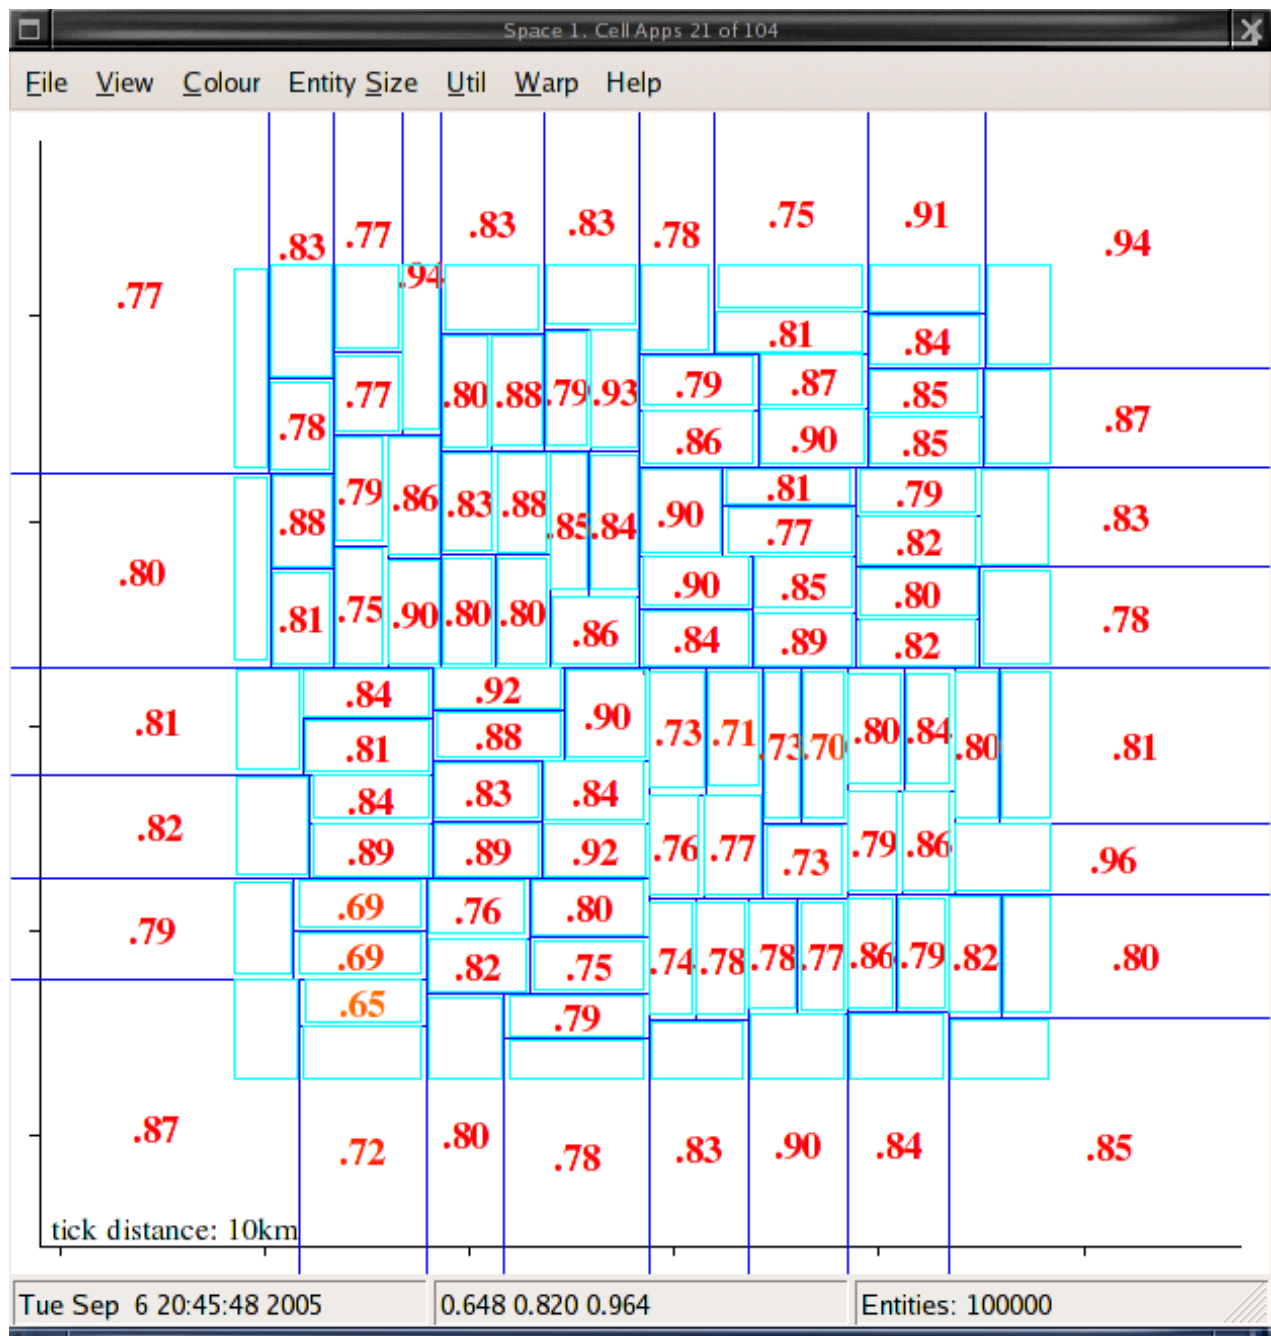 Space 1. Cell Apps 21 of 104
File View Colour Entity Size Util Warp Help
.83 .77 .83 .83 .78 .75 .91 .94
.77 .94
.81 .84
.77 .80 .88 .79 .93 .79 .87 .85
.78 .86 .90 .85 .87
.88 .79 .86 .83 .88 .85 .84 .90 .81 .79 .83
.77 .82
.80 .90 .85 .80
.81 .75 .90 .80 .80 .86 .84 .89 .82 .78
.81 .84 .92 .90 .73 .71 .73 .70 .80 .84 .80 .81
.81 .88
.82 .84 .83 .84
.89 .89 .92 .76 .77 .73 .79 .86 .96
.79 .69 .76 .80
.69 .82 .75 .74 .78 .78 .77 .86 .79 .82 .80
.65 .79
.87 .72 .80 .78 .83 .90 .84 .85
tick distance: 10km
Tue Sep 6 20:45:48 2005 0.648 0.820 0.964 Entities: 100000